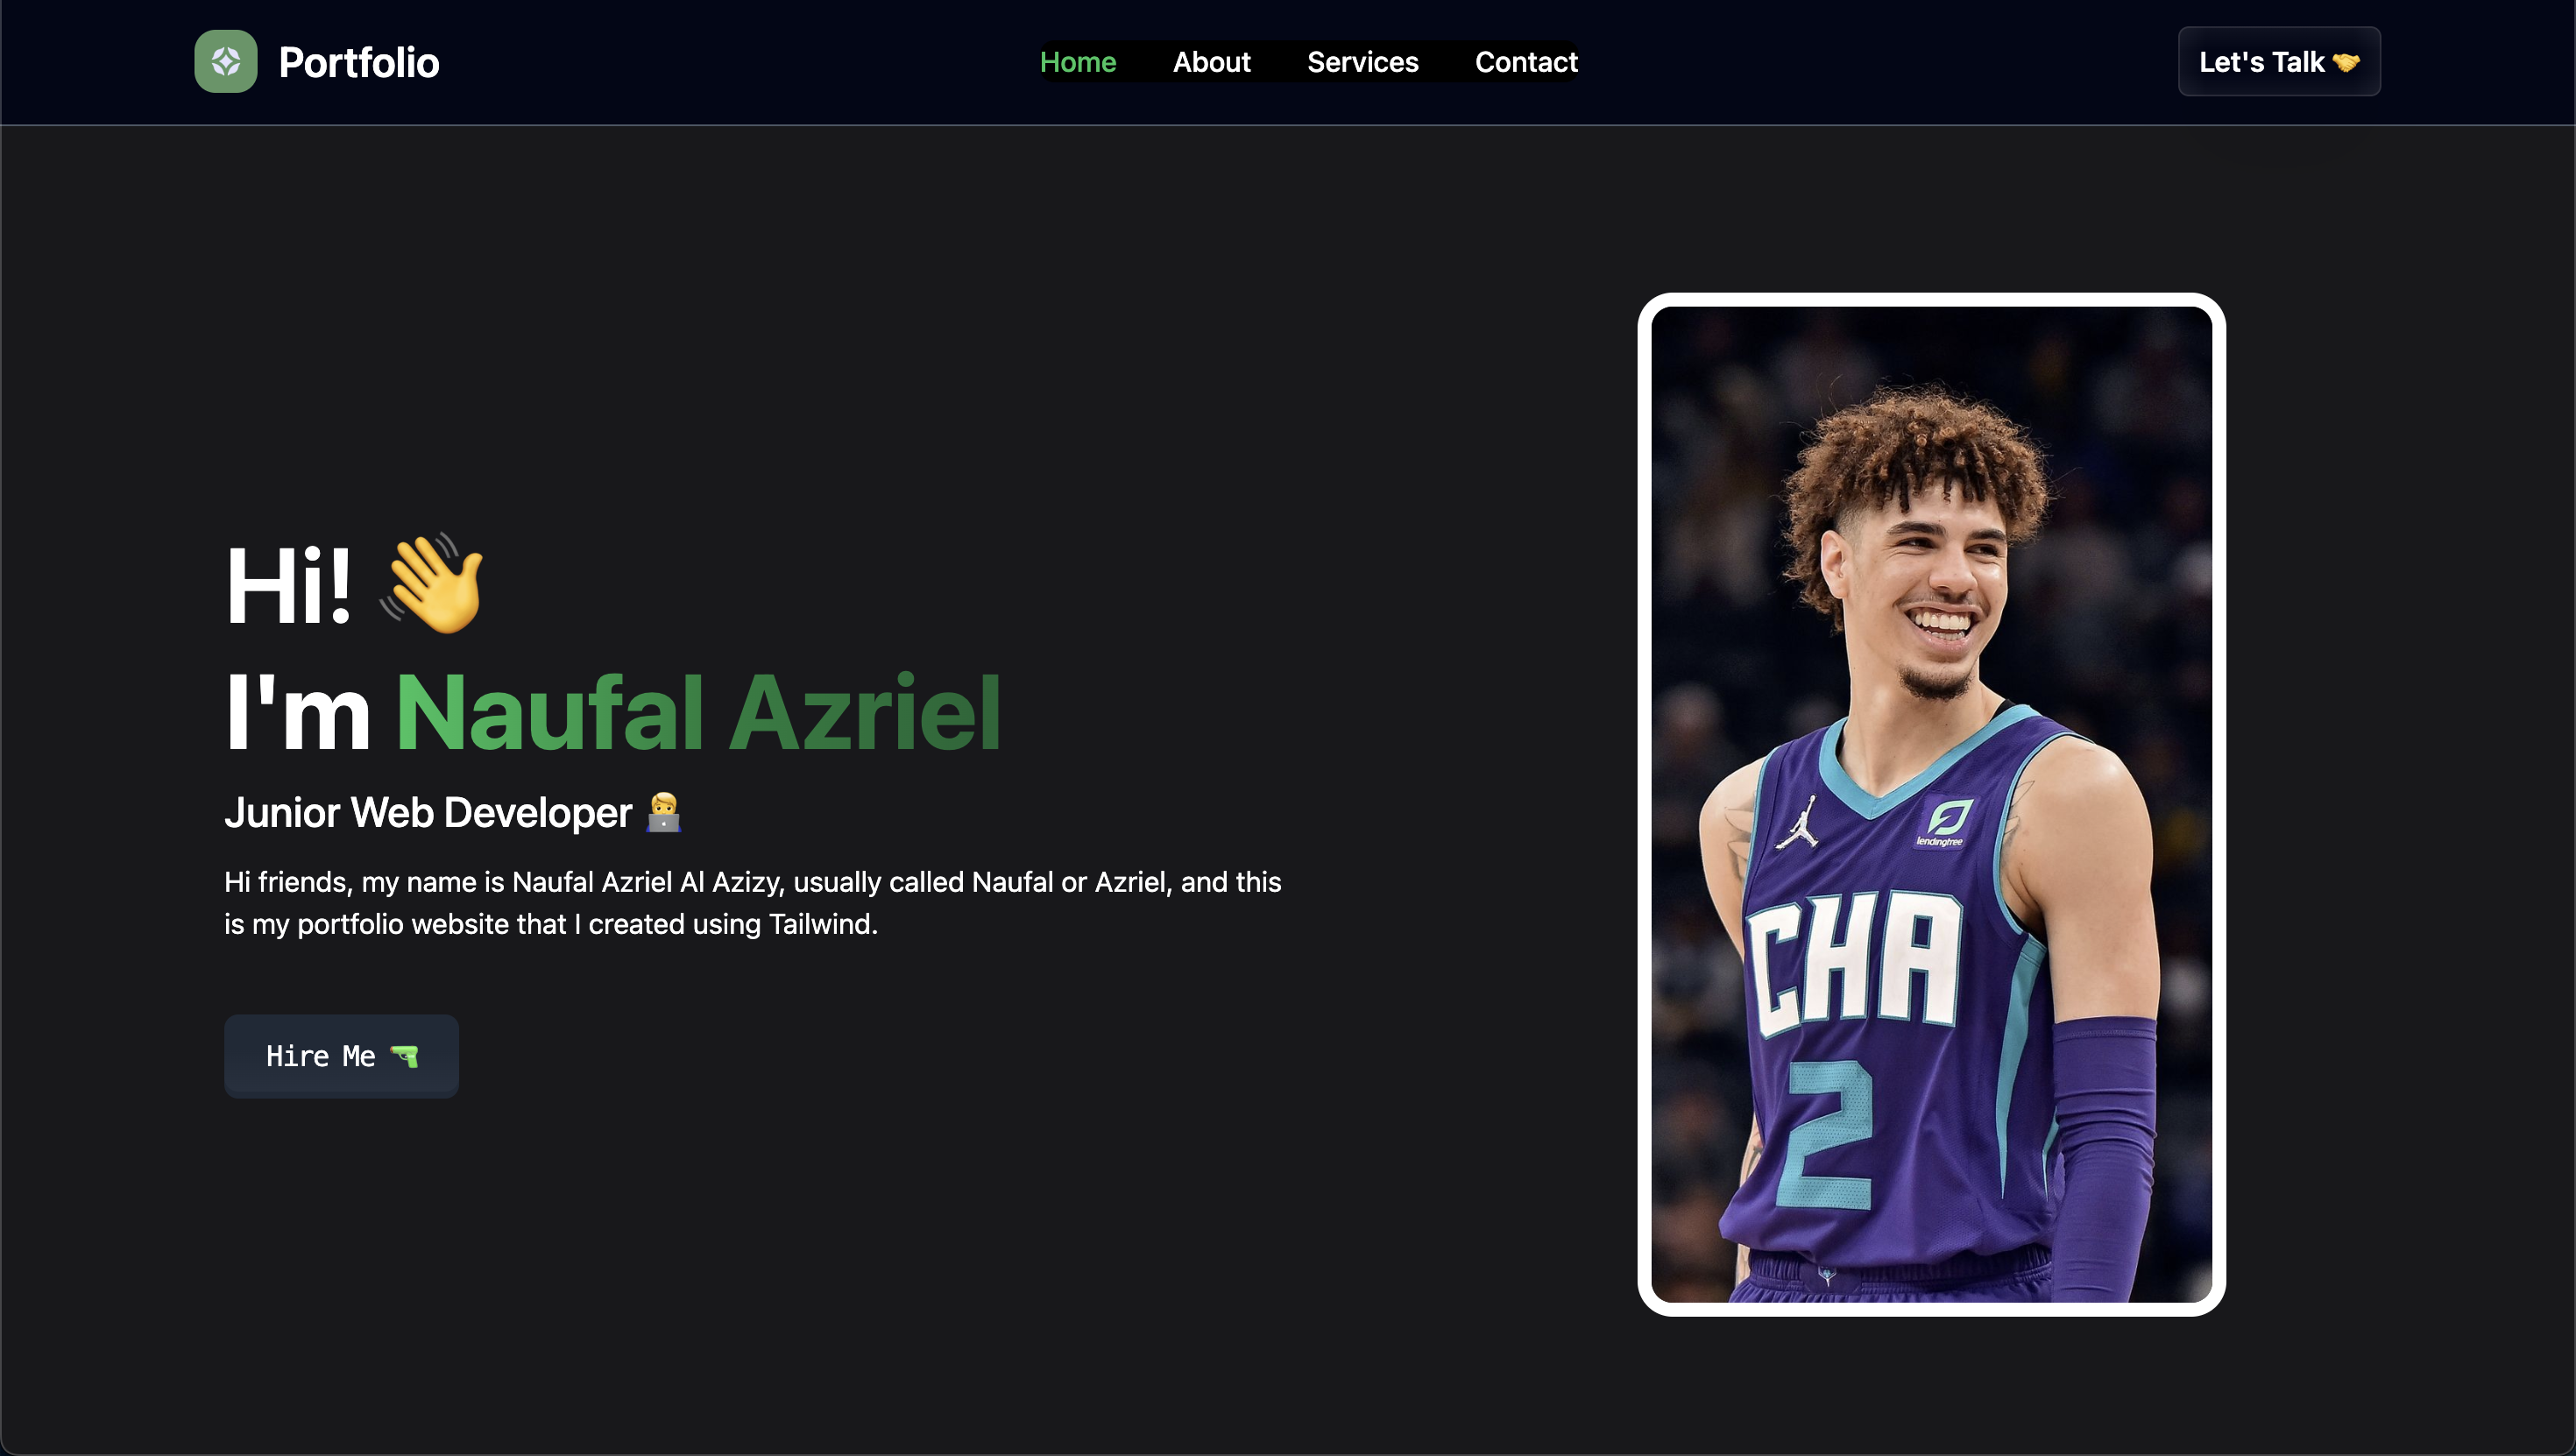 Portfolio
Home About Services Contact
Let's Talk 🤝
Hi! 👋
I'm Naufal Azriel
Junior Web Developer 👨‍💻
Hi friends, my name is Naufal Azriel Al Azizy, usually called Naufal or Azriel, and this
is my portfolio website that I created using Tailwind.
Hire Me 🔫
lendingtree
CHA
2